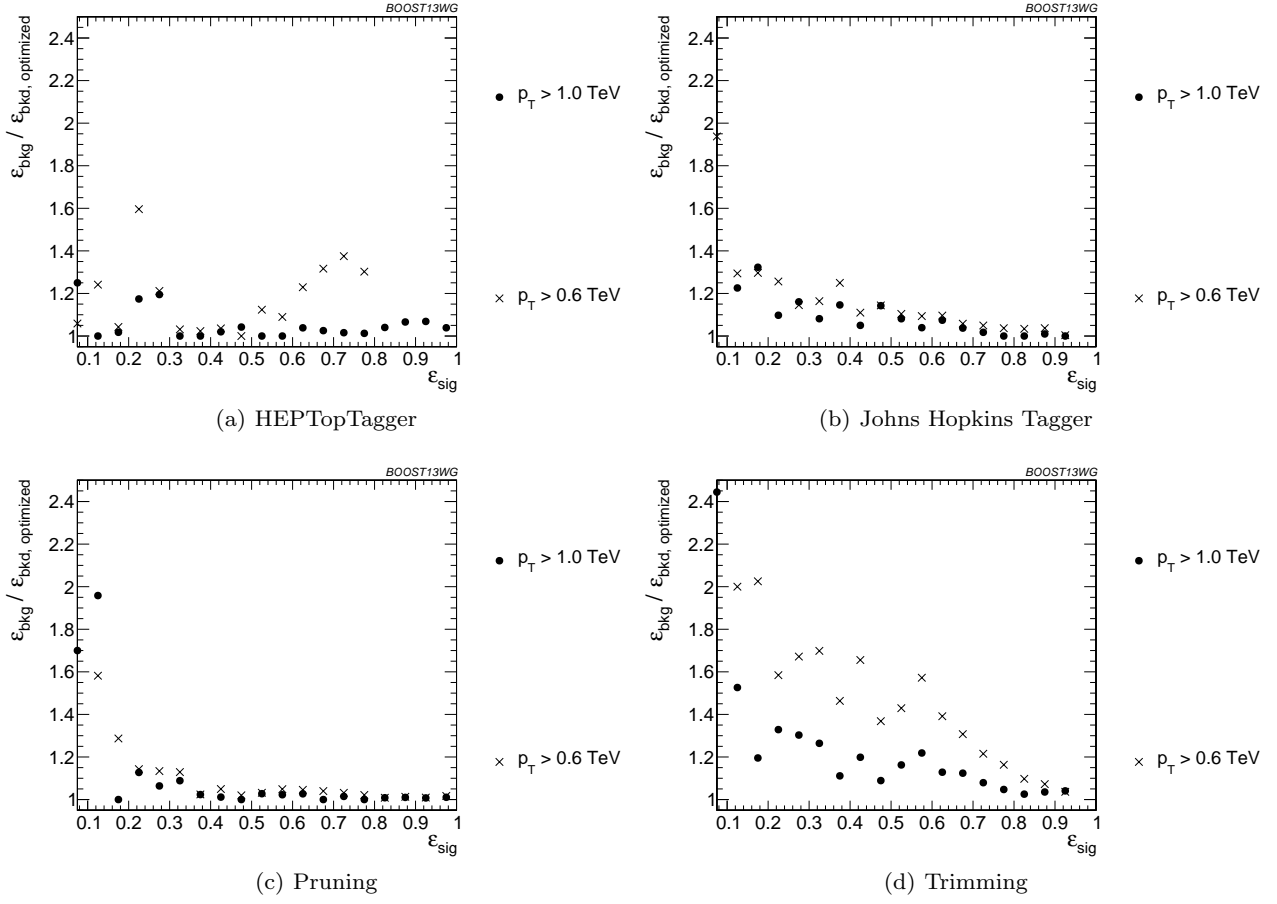 BOOST13WG
ε_bkg / ε_bkd, optimized
2.4
2.2
2
1.8
1.6
1.4
1.2
1
0.1 0.2 0.3 0.4 0.5 0.6 0.7 0.8 0.9 1
ε_sig
p_T > 1.0 TeV
p_T > 0.6 TeV
(a) HEPTopTagger
BOOST13WG
ε_bkg / ε_bkd, optimized
2.4
2.2
2
1.8
1.6
1.4
1.2
1
0.1 0.2 0.3 0.4 0.5 0.6 0.7 0.8 0.9 1
ε_sig
p_T > 1.0 TeV
p_T > 0.6 TeV
(b) Johns Hopkins Tagger
BOOST13WG
ε_bkg / ε_bkd, optimized
2.4
2.2
2
1.8
1.6
1.4
1.2
1
0.1 0.2 0.3 0.4 0.5 0.6 0.7 0.8 0.9 1
ε_sig
p_T > 1.0 TeV
p_T > 0.6 TeV
(c) Pruning
BOOST13WG
ε_bkg / ε_bkd, optimized
2.4
2.2
2
1.8
1.6
1.4
1.2
1
0.1 0.2 0.3 0.4 0.5 0.6 0.7 0.8 0.9 1
ε_sig
p_T > 1.0 TeV
p_T > 0.6 TeV
(d) Trimming